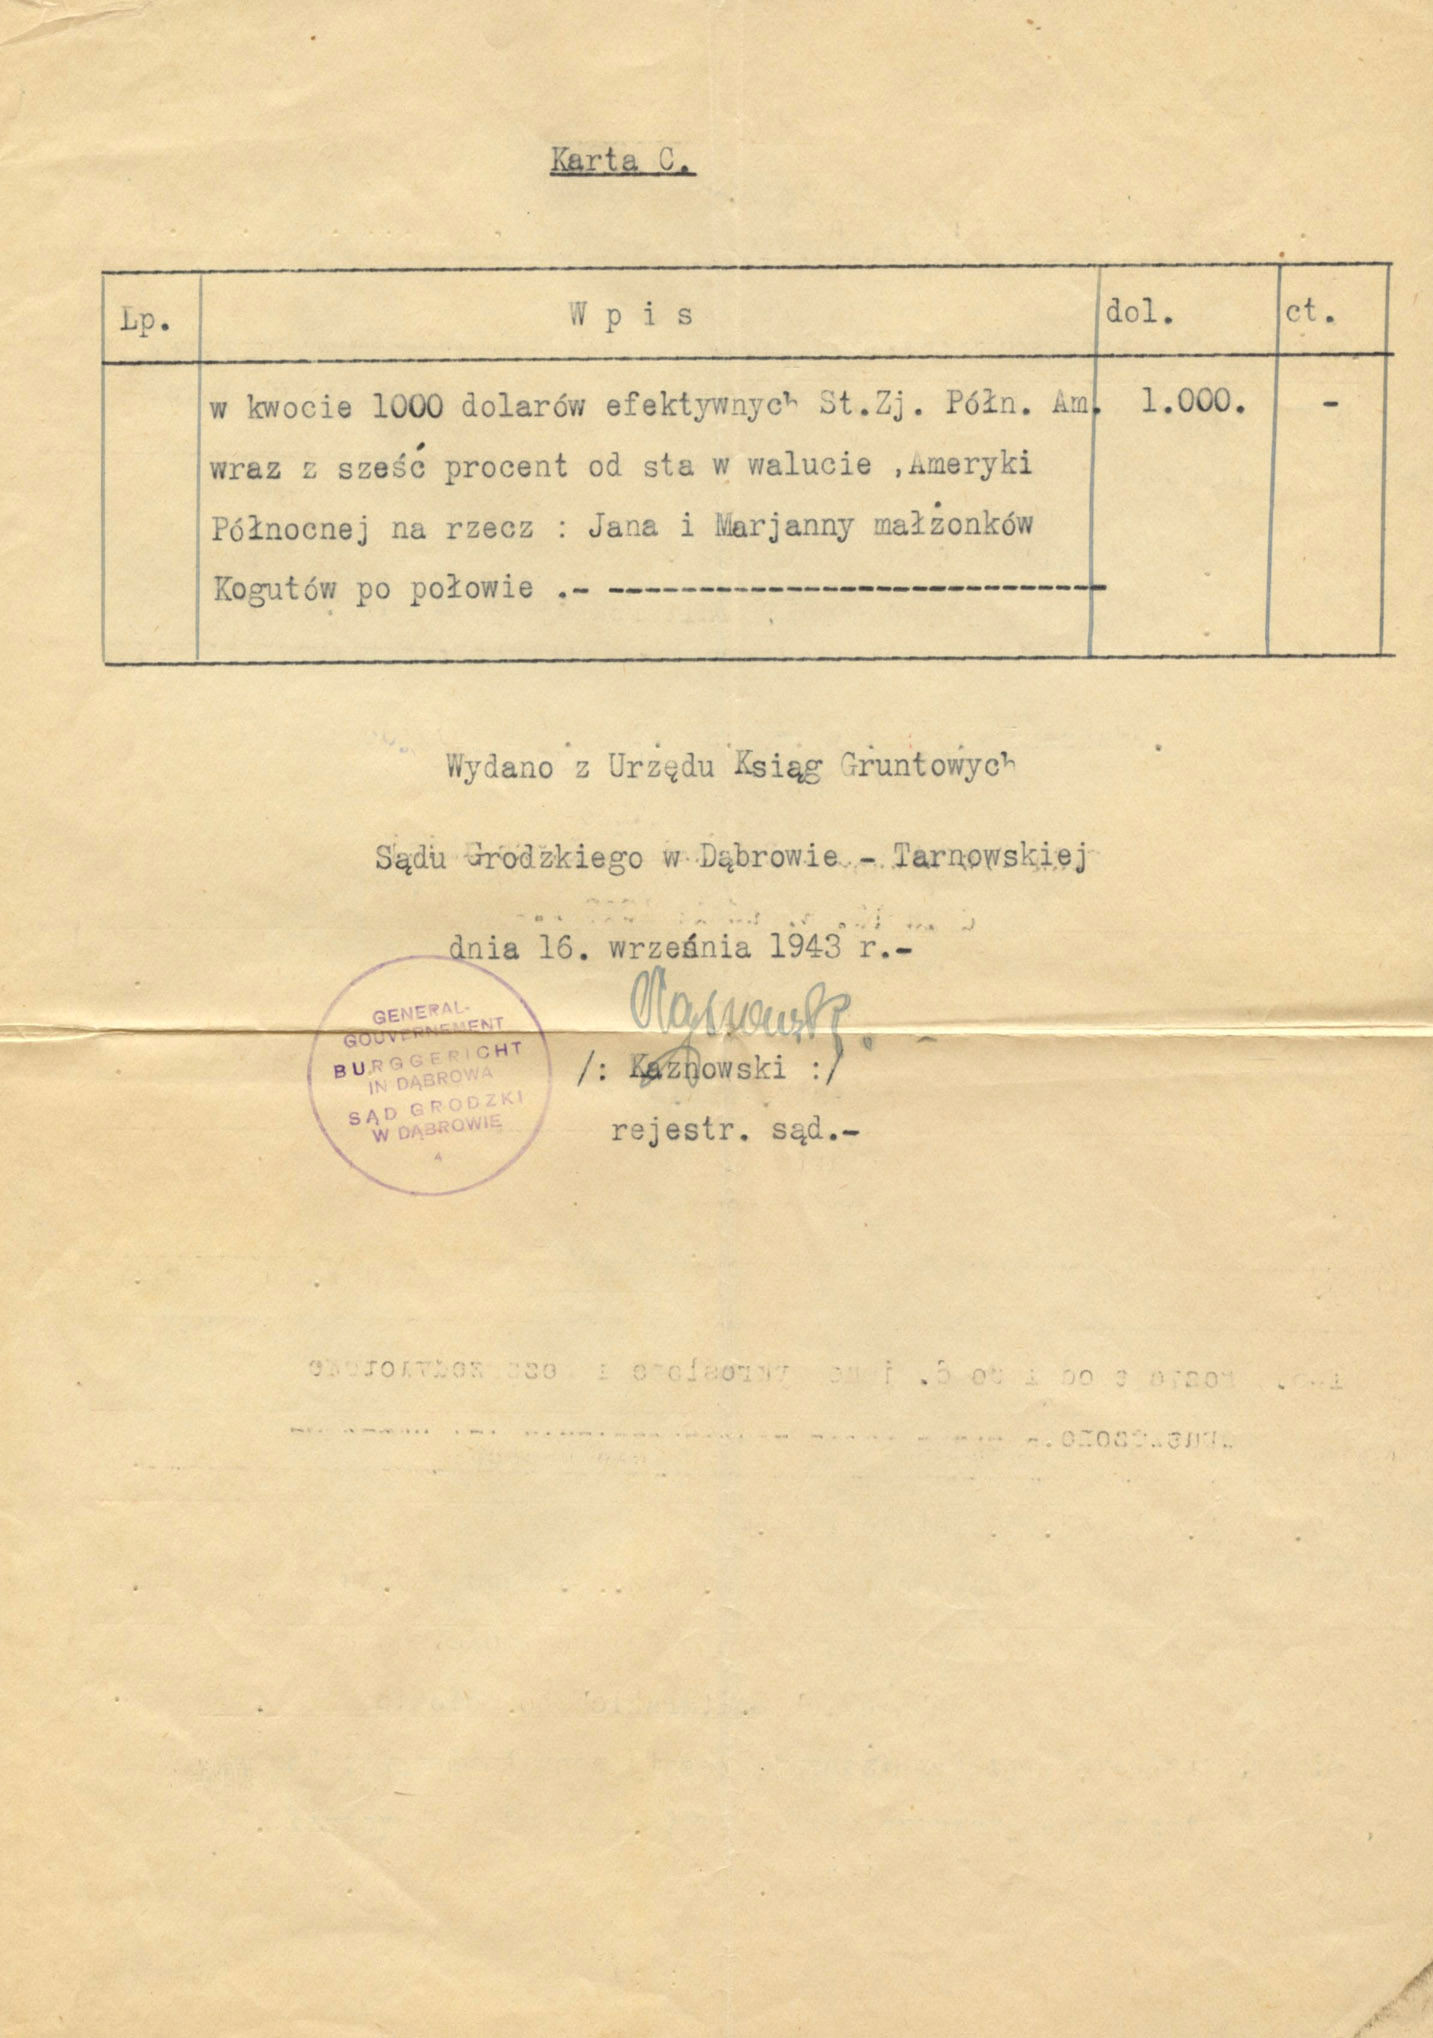 Karta C.
Lp. W p i s dol. ct.
w kwocie 1000 dolarów efektywnych St.Zj. Półn. Am. 1.000. -
wraz z sześć procent od sta w walucie ,Ameryki
Północnej na rzecz : Jana i Marjanny małżonków
Kogutów po połowie .- ----------------------------
Wydano z Urzędu Ksiąg Gruntowych
Sądu Grodzkiego w Dąbrowie - Tarnowskiej
dnia 16. września 1943 r.-
GENERAL-
GOUVERNEMENT
BURGGERICHT
IN DĄBROWA
SĄD GRODZKI
W DĄBROWIE
4
/: Kaznowski :/
rejestr. sąd.-